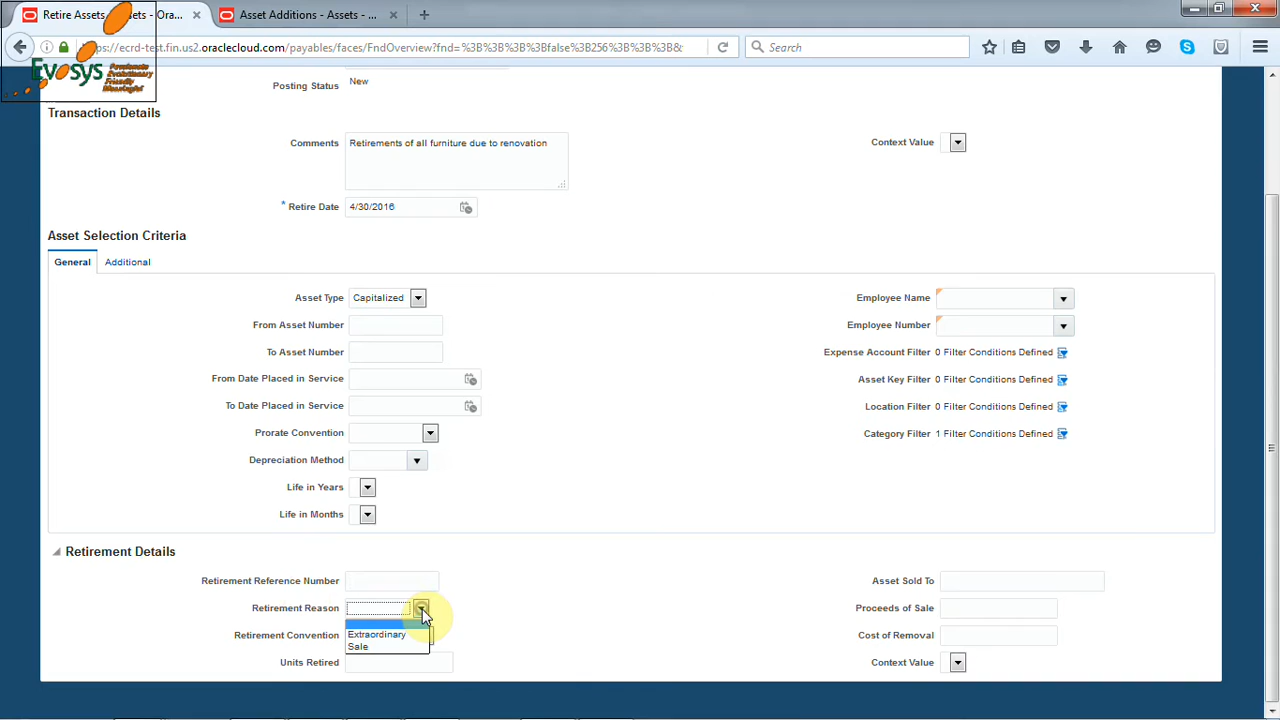 Retire Assets - Assets - Ora...
Asset Additions - Assets - ...
https://ecrd-test.fin.us2.oraclecloud.com/payables/faces/FndOverview?fnd=%3B%3B%3B%3Bfalse%3B256%3B%3B%3B&
Search
Evosys
Passionate
Evolutionary
Friendly
Meaningful
Posting Status New
Transaction Details
Comments Retirements of all furniture due to renovation
Context Value
* Retire Date 4/30/2016
Asset Selection Criteria
General Additional
Asset Type Capitalized
Employee Name
From Asset Number
Employee Number
To Asset Number
Expense Account Filter 0 Filter Conditions Defined
From Date Placed in Service
Asset Key Filter 0 Filter Conditions Defined
To Date Placed in Service
Location Filter 0 Filter Conditions Defined
Prorate Convention
Category Filter 1 Filter Conditions Defined
Depreciation Method
Life in Years
Life in Months
Retirement Details
Retirement Reference Number
Asset Sold To
Retirement Reason
Proceeds of Sale
Extraordinary
Sale
Retirement Convention
Cost of Removal
Units Retired
Context Value